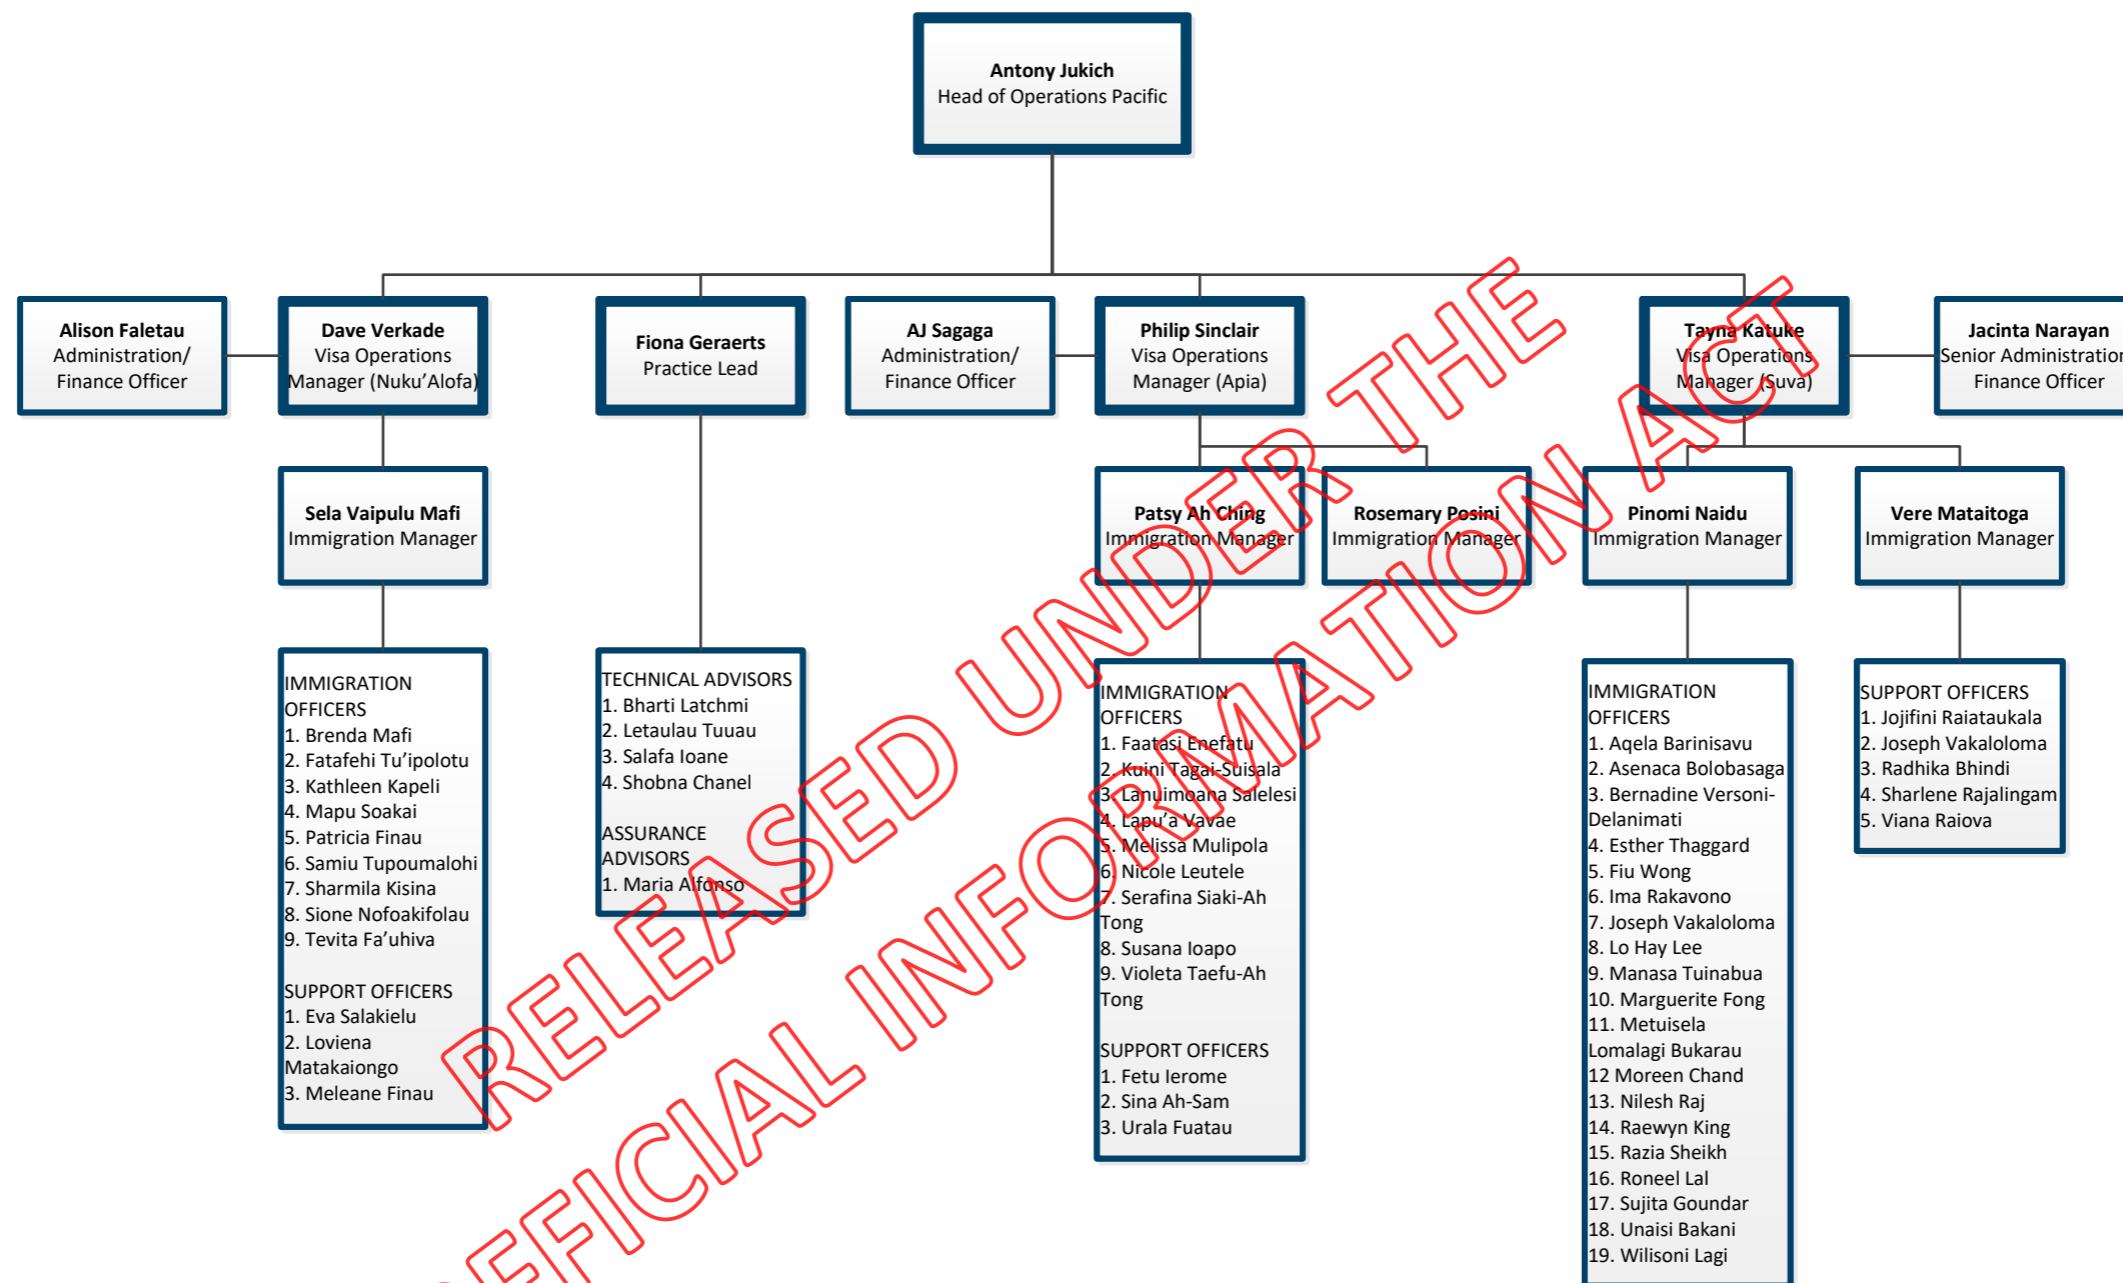 Antony Jukich
Head of Operations Pacific
Alison Faletau
Administration/
Finance Officer
Dave Verkade
Visa Operations
Manager (Nuku’Alofa)
Fiona Geraerts
Practice Lead
AJ Sagaga
Administration/
Finance Officer
Philip Sinclair
Visa Operations
Manager (Apia)
Tayna Katuke
Visa Operations
Manager (Suva)
Jacinta Narayan
Senior Administration
Finance Officer
Sela Vaipulu Mafi
Immigration Manager
Patsy Ah Ching
Immigration Manager
Rosemary Posini
Immigration Manager
Pinomi Naidu
Immigration Manager
Vere Mataitoga
Immigration Manager
IMMIGRATION
OFFICERS
1. Brenda Mafi
2. Fatafehi Tu’ipolotu
3. Kathleen Kapeli
4. Mapu Soakai
5. Patricia Finau
6. Samiu Tupoumalohi
7. Sharmila Kisina
8. Sione Nofoakifolau
9. Tevita Fa’uhiva
SUPPORT OFFICERS
1. Eva Salakielu
2. Loviena
Matakaiongo
3. Meleane Finau
TECHNICAL ADVISORS
1. Bharti Latchmi
2. Letaulau Tuuau
3. Salafa Ioane
4. Shobna Chanel
ASSURANCE
ADVISORS
1. Maria Alfonso
IMMIGRATION
OFFICERS
1. Faatasi Enefatu
2. Kuini Tagai-Suisala
3. Lanuimoana Salelesi
4. Lapu’a Vavae
5. Melissa Mulipola
6. Nicole Leutele
7. Serafina Siaki-Ah
Tong
8. Susana Ioapo
9. Violeta Taefu-Ah
Tong
SUPPORT OFFICERS
1. Fetu Ierome
2. Sina Ah-Sam
3. Urala Fuatau
IMMIGRATION
OFFICERS
1. Aqela Barinisavu
2. Asenaca Bolobasaga
3. Bernadine Versoni-
Delanimati
4. Esther Thaggard
5. Fiu Wong
6. Ima Rakavono
7. Joseph Vakaloloma
8. Lo Hay Lee
9. Manasa Tuinabua
10. Marguerite Fong
11. Metuisela
Lomalagi Bukarau
12 Moreen Chand
13. Nilesh Raj
14. Raewyn King
15. Razia Sheikh
16. Roneel Lal
17. Sujita Goundar
18. Unaisi Bakani
19. Wilisoni Lagi
SUPPORT OFFICERS
1. Jojifini Raiataukala
2. Joseph Vakaloloma
3. Radhika Bhindi
4. Sharlene Rajalingam
5. Viana Raiova
RELEASED UNDER THE
FFICIAL INFORMATION ACT